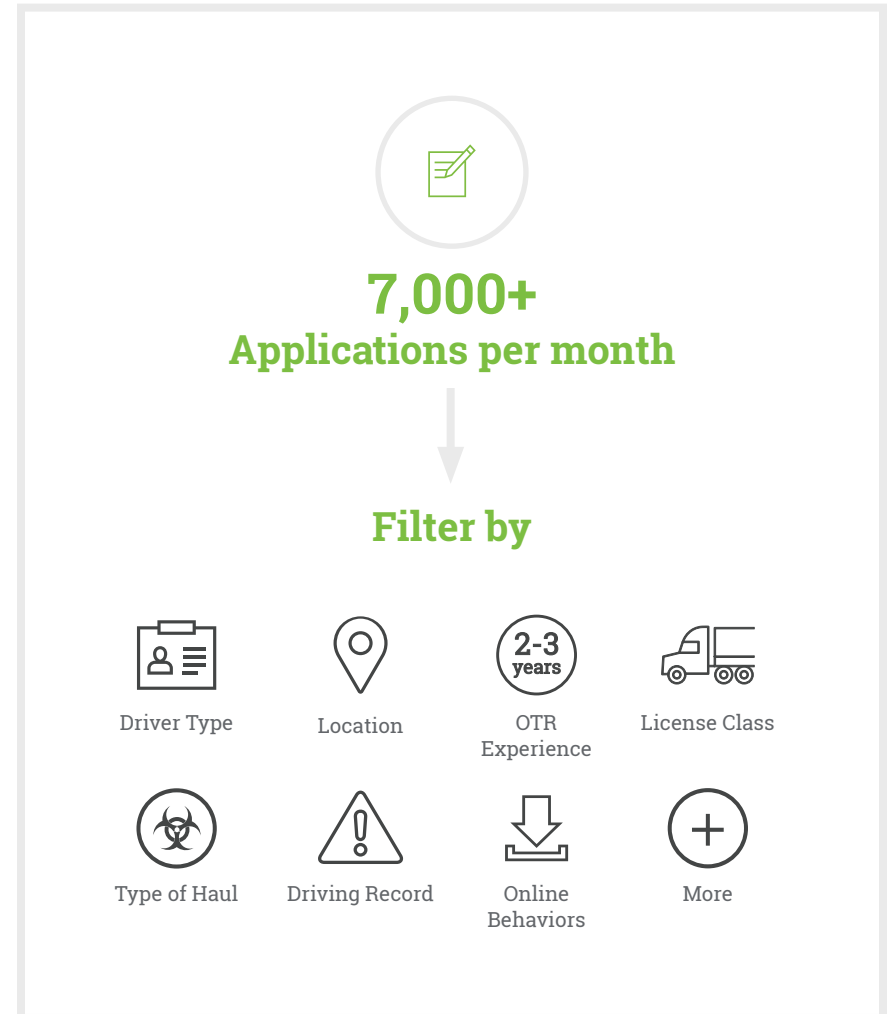 7,000+
Applications per month
Filter by
2-3
years
Driver Type
Location
OTR
Experience
License Class
Type of Haul
Driving Record
Online
Behaviors
More